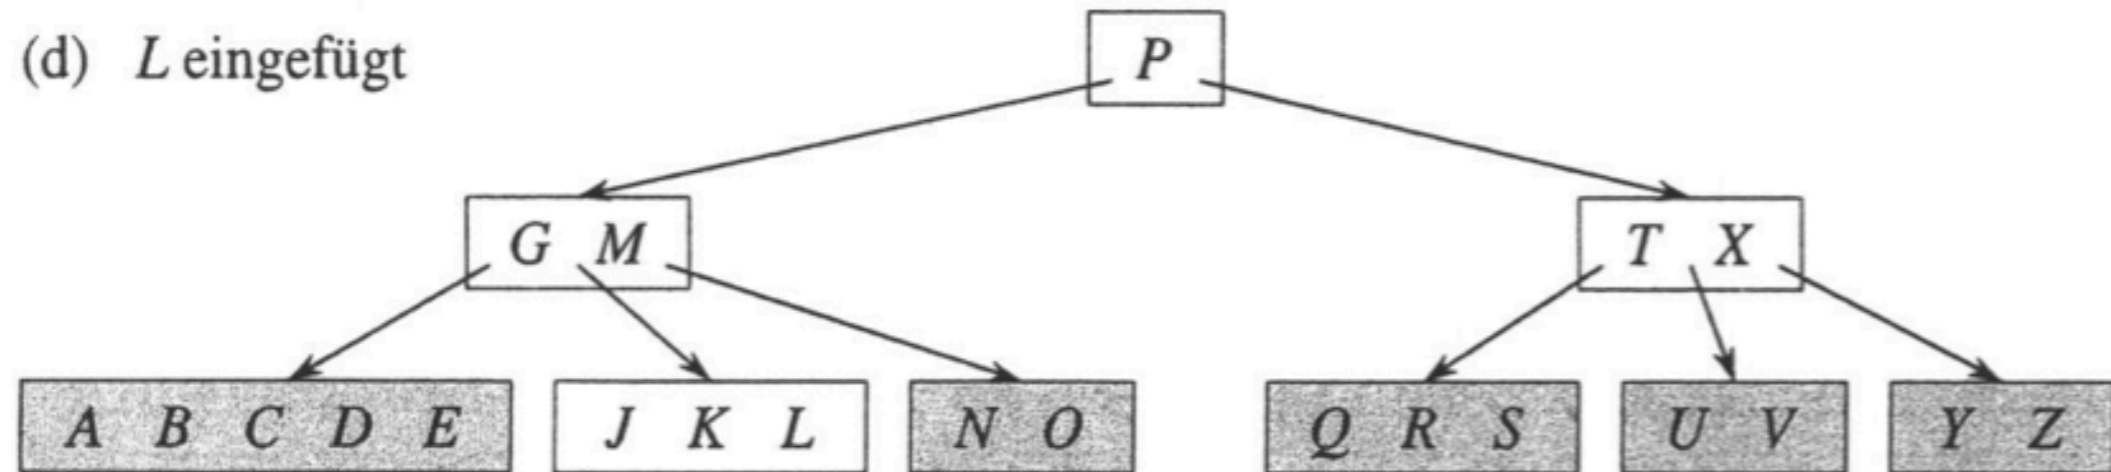 (d) L eingefügt
P
G M
T X
A B C D E
J K L
N O
Q R S
U V
Y Z